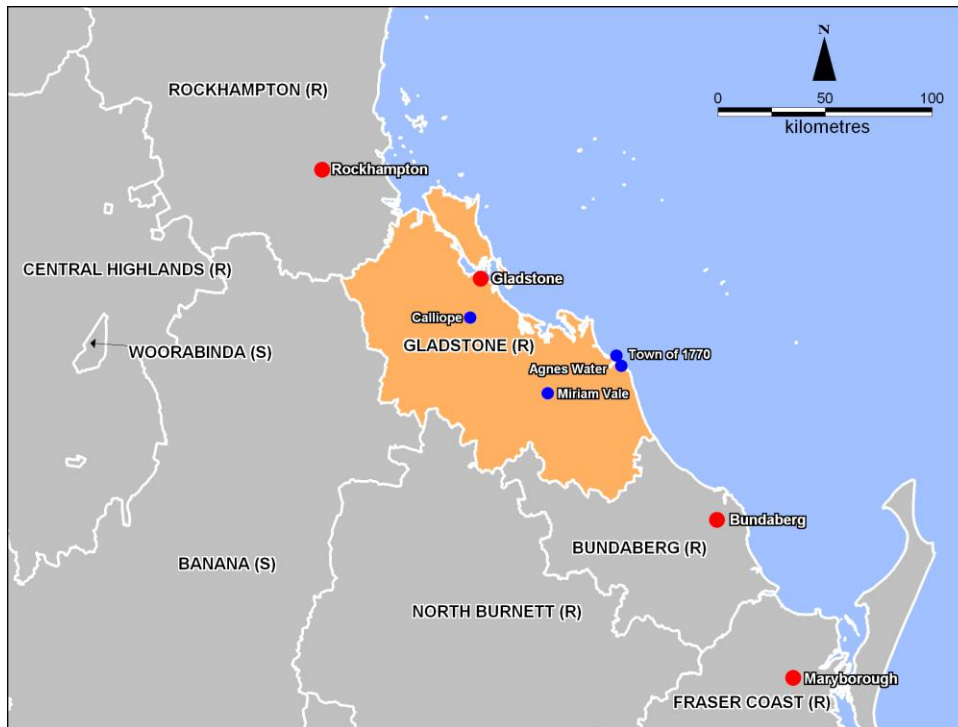 N
0 50 100
kilometres
ROCKHAMPTON (R)
Rockhampton
CENTRAL HIGHLANDS (R)
Gladstone
Calliope
GLADSTONE (R)
WOORABINDA (S)
Town of 1770
Agnes Water
Miriam Vale
Bundaberg
BUNDABERG (R)
BANANA (S)
NORTH BURNETT (R)
Maryborough
FRASER COAST (R)